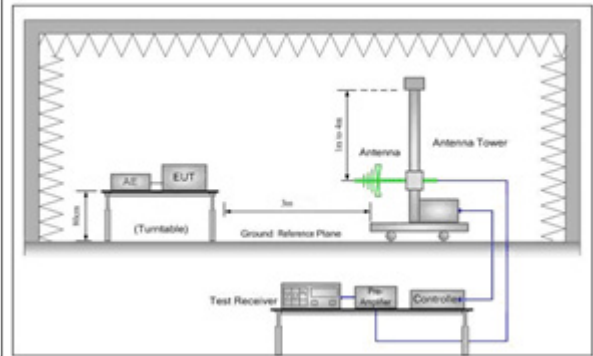 1m to 4m
Antenna Tower
Antenna
AE
EUT
80cm
3m
(Turntable)
Ground Reference Plane
Test Receiver
Pre-
Amplifier
Controller